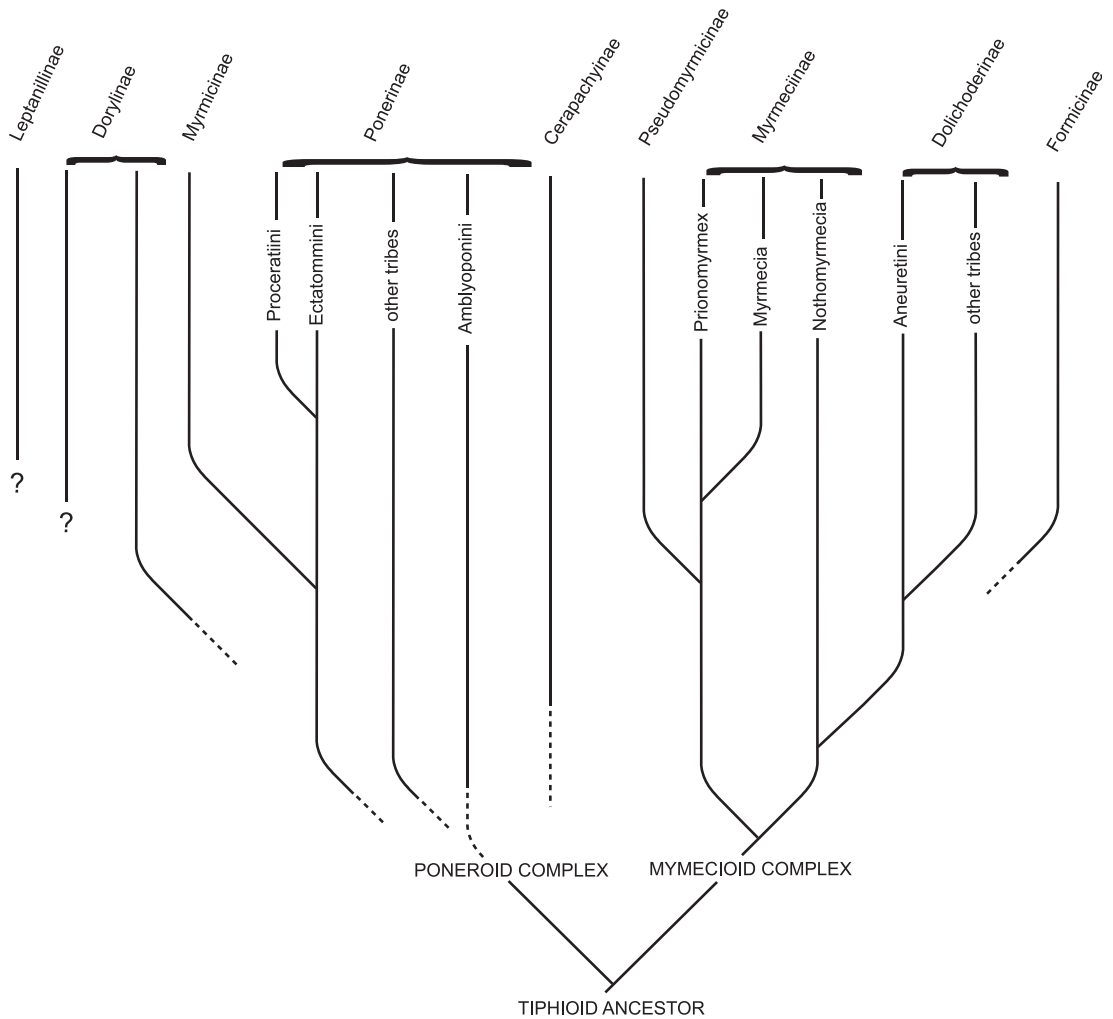 Leptanillinae
Dorylinae
Myrmicinae
Ponerinae
Cerapachyinae
Pseudomyrmicinae
Myrmeciinae
Dolichoderinae
Formicinae
Proceratiini
Ectatommini
other tribes
Amblyoponini
Prionomyrmex
Myrmecia
Nothomyrmecia
Aneuretini
other tribes
?
?
PONEROID COMPLEX
MYMECIOID COMPLEX
TIPHIOID ANCESTOR